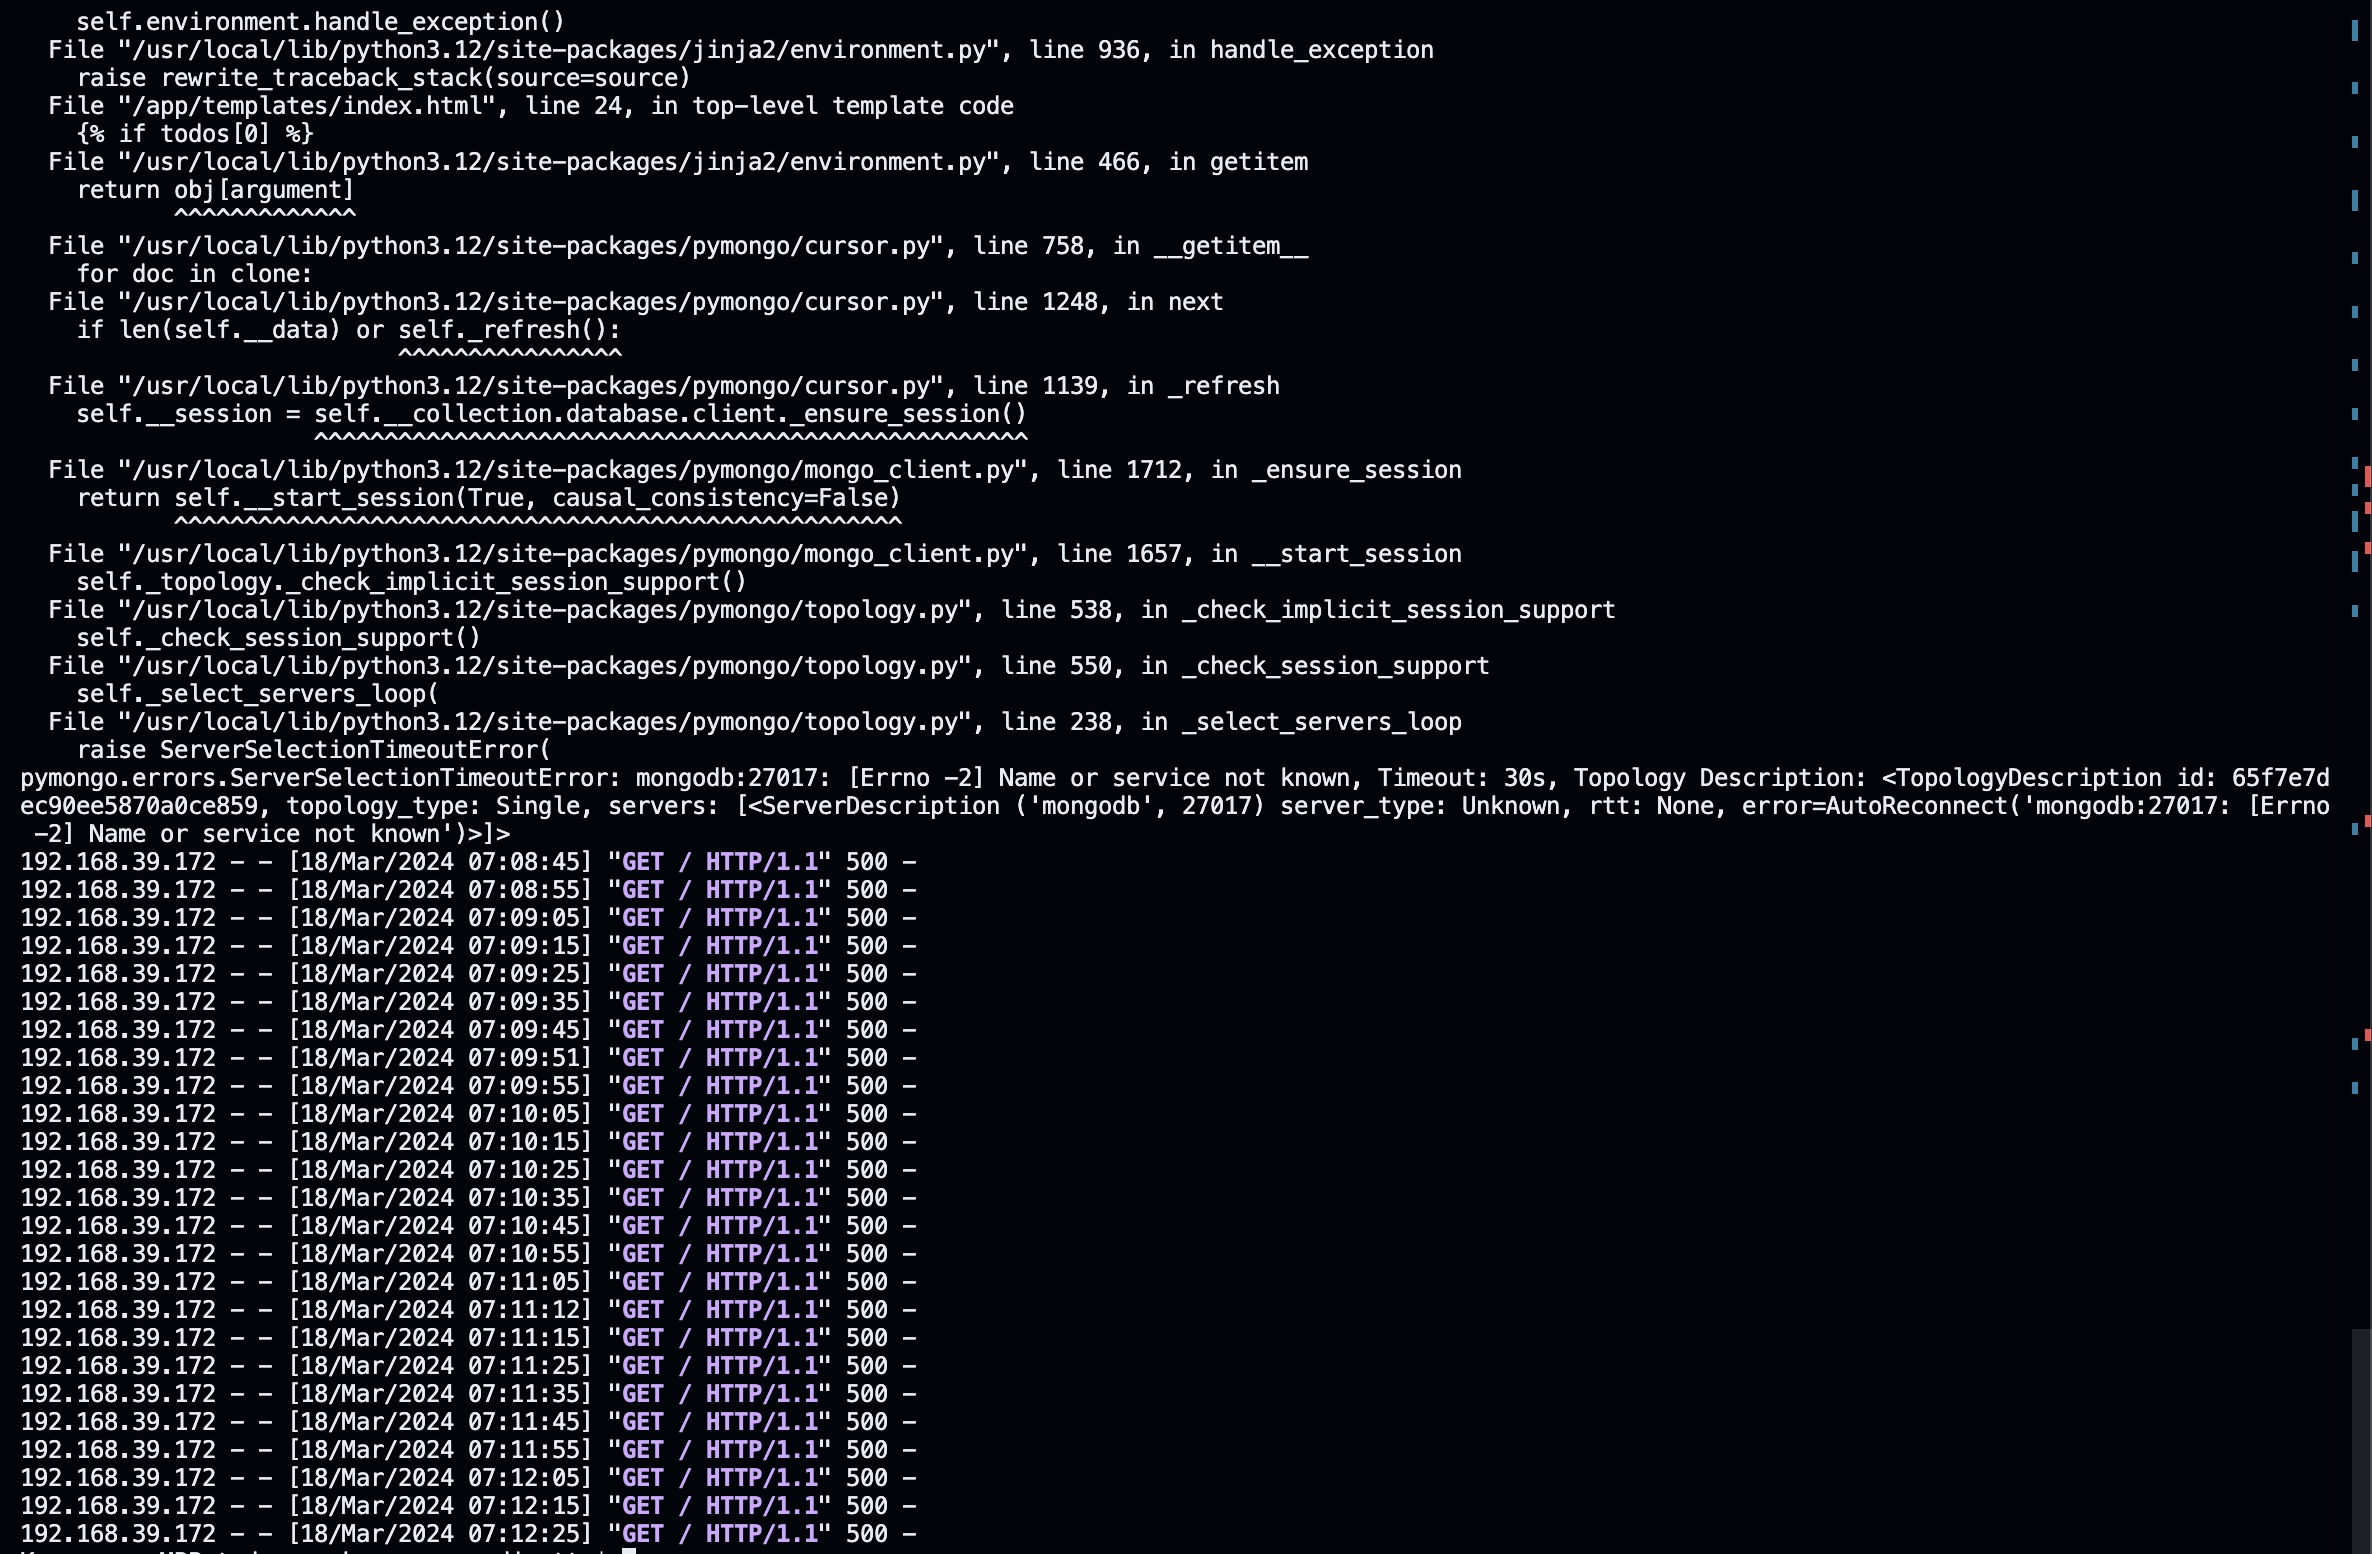 self.environment.handle_exception()
File "/usr/local/lib/python3.12/site-packages/jinja2/environment.py", line 936, in handle_exception
raise rewrite_traceback_stack(source=source)
File "/app/templates/index.html", line 24, in top-level template code
{% if todos[0] %}
File "/usr/local/lib/python3.12/site-packages/jinja2/environment.py", line 466, in getitem
return obj[argument]
^^^^^^^^^^^^^
File "/usr/local/lib/python3.12/site-packages/pymongo/cursor.py", line 758, in __getitem__
for doc in clone:
File "/usr/local/lib/python3.12/site-packages/pymongo/cursor.py", line 1248, in next
if len(self.__data) or self._refresh():
^^^^^^^^^^^^^^^^
File "/usr/local/lib/python3.12/site-packages/pymongo/cursor.py", line 1139, in _refresh
self.__session = self.__collection.database.client._ensure_session()
^^^^^^^^^^^^^^^^^^^^^^^^^^^^^^^^^^^^^^^^^^^^^^^^^^^
File "/usr/local/lib/python3.12/site-packages/pymongo/mongo_client.py", line 1712, in _ensure_session
return self.__start_session(True, causal_consistency=False)
^^^^^^^^^^^^^^^^^^^^^^^^^^^^^^^^^^^^^^^^^^^^^^^^^^^^
File "/usr/local/lib/python3.12/site-packages/pymongo/mongo_client.py", line 1657, in __start_session
self._topology._check_implicit_session_support()
File "/usr/local/lib/python3.12/site-packages/pymongo/topology.py", line 538, in _check_implicit_session_support
self._check_session_support()
File "/usr/local/lib/python3.12/site-packages/pymongo/topology.py", line 550, in _check_session_support
self._select_servers_loop(
File "/usr/local/lib/python3.12/site-packages/pymongo/topology.py", line 238, in _select_servers_loop
raise ServerSelectionTimeoutError(
pymongo.errors.ServerSelectionTimeoutError: mongodb:27017: [Errno -2] Name or service not known, Timeout: 30s, Topology Description: <TopologyDescription id: 65f7e7d
ec90ee5870a0ce859, topology_type: Single, servers: [<ServerDescription ('mongodb', 27017) server_type: Unknown, rtt: None, error=AutoReconnect('mongodb:27017: [Errno
-2] Name or service not known')>]>
192.168.39.172 - - [18/Mar/2024 07:08:45] "GET / HTTP/1.1" 500 -
192.168.39.172 - - [18/Mar/2024 07:08:55] "GET / HTTP/1.1" 500 -
192.168.39.172 - - [18/Mar/2024 07:09:05] "GET / HTTP/1.1" 500 -
192.168.39.172 - - [18/Mar/2024 07:09:15] "GET / HTTP/1.1" 500 -
192.168.39.172 - - [18/Mar/2024 07:09:25] "GET / HTTP/1.1" 500 -
192.168.39.172 - - [18/Mar/2024 07:09:35] "GET / HTTP/1.1" 500 -
192.168.39.172 - - [18/Mar/2024 07:09:45] "GET / HTTP/1.1" 500 -
192.168.39.172 - - [18/Mar/2024 07:09:51] "GET / HTTP/1.1" 500 -
192.168.39.172 - - [18/Mar/2024 07:09:55] "GET / HTTP/1.1" 500 -
192.168.39.172 - - [18/Mar/2024 07:10:05] "GET / HTTP/1.1" 500 -
192.168.39.172 - - [18/Mar/2024 07:10:15] "GET / HTTP/1.1" 500 -
192.168.39.172 - - [18/Mar/2024 07:10:25] "GET / HTTP/1.1" 500 -
192.168.39.172 - - [18/Mar/2024 07:10:35] "GET / HTTP/1.1" 500 -
192.168.39.172 - - [18/Mar/2024 07:10:45] "GET / HTTP/1.1" 500 -
192.168.39.172 - - [18/Mar/2024 07:10:55] "GET / HTTP/1.1" 500 -
192.168.39.172 - - [18/Mar/2024 07:11:05] "GET / HTTP/1.1" 500 -
192.168.39.172 - - [18/Mar/2024 07:11:12] "GET / HTTP/1.1" 500 -
192.168.39.172 - - [18/Mar/2024 07:11:15] "GET / HTTP/1.1" 500 -
192.168.39.172 - - [18/Mar/2024 07:11:25] "GET / HTTP/1.1" 500 -
192.168.39.172 - - [18/Mar/2024 07:11:35] "GET / HTTP/1.1" 500 -
192.168.39.172 - - [18/Mar/2024 07:11:45] "GET / HTTP/1.1" 500 -
192.168.39.172 - - [18/Mar/2024 07:11:55] "GET / HTTP/1.1" 500 -
192.168.39.172 - - [18/Mar/2024 07:12:05] "GET / HTTP/1.1" 500 -
192.168.39.172 - - [18/Mar/2024 07:12:15] "GET / HTTP/1.1" 500 -
192.168.39.172 - - [18/Mar/2024 07:12:25] "GET / HTTP/1.1" 500 -